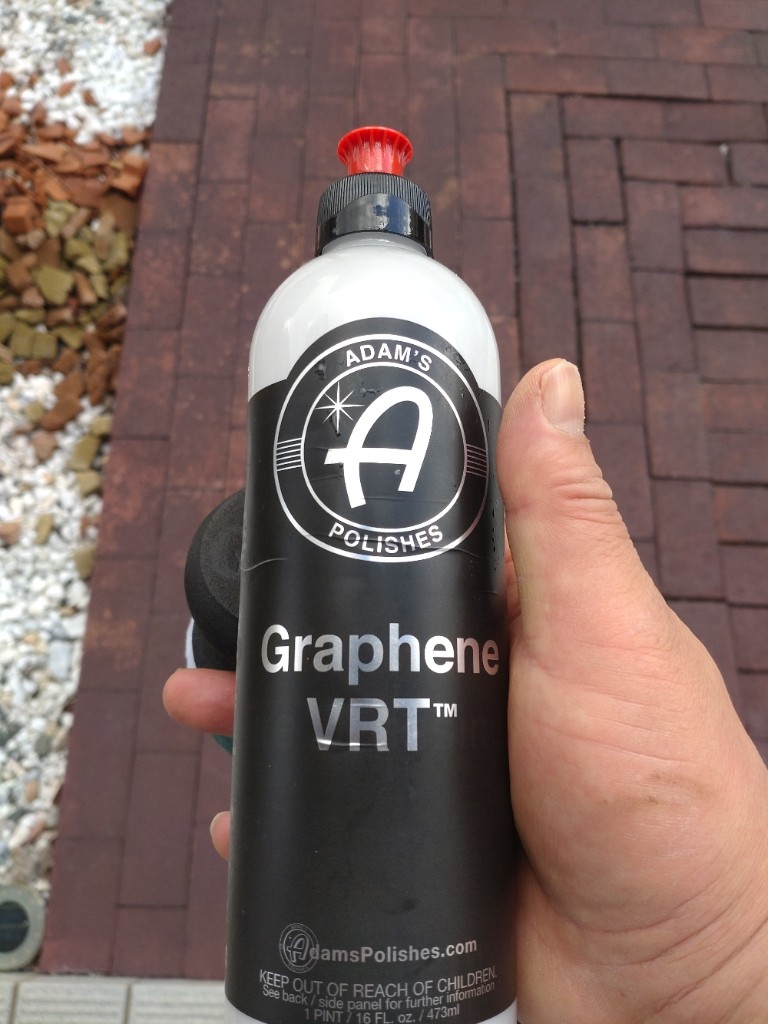 ADAM'S
A
POLISHES
Graphene
VRT™
AdamsPolishes.com
KEEP OUT OF REACH OF CHILDREN.
See back / side panel for further information
1 PINT / 16 FL. oz. / 473ml